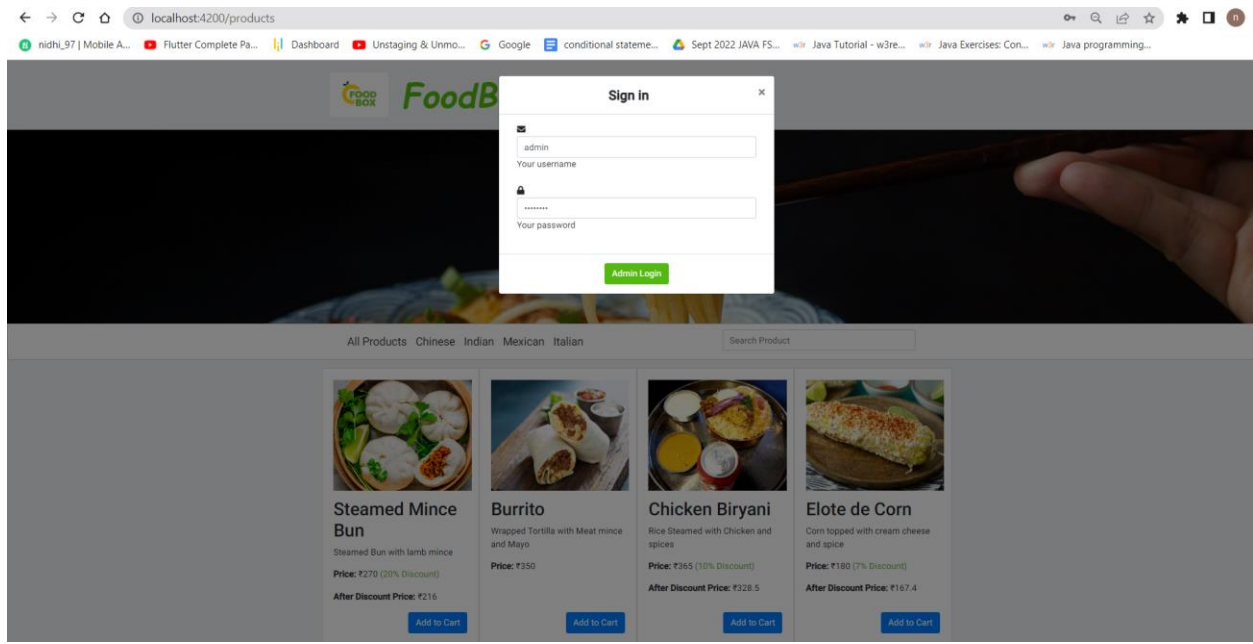 localhost:4200/products
nidhi_97 | Mobile A... Flutter Complete Pa... Dashboard Unstaging & Unmo... Google conditional stateme... Sept 2022 JAVA FS... w3r Java Tutorial - w3re... w3r Java Exercises: Con... w3r Java programming...
FOOD BOX
FoodB
Sign in ×
admin
Your username
Your password
Admin Login
All Products Chinese Indian Mexican Italian Search Product
Steamed Mince Bun
Steamed Bun with lamb mince
Price: ₹270 (20% Discount)
After Discount Price: ₹216
Add to Cart
Burrito
Wrapped Tortilla with Meat mince and Mayo
Price: ₹350
Add to Cart
Chicken Biryani
Rice Steamed with Chicken and spices
Price: ₹365 (10% Discount)
After Discount Price: ₹328.5
Add to Cart
Elote de Corn
Corn topped with cream cheese and spice
Price: ₹180 (7% Discount)
After Discount Price: ₹167.4
Add to Cart